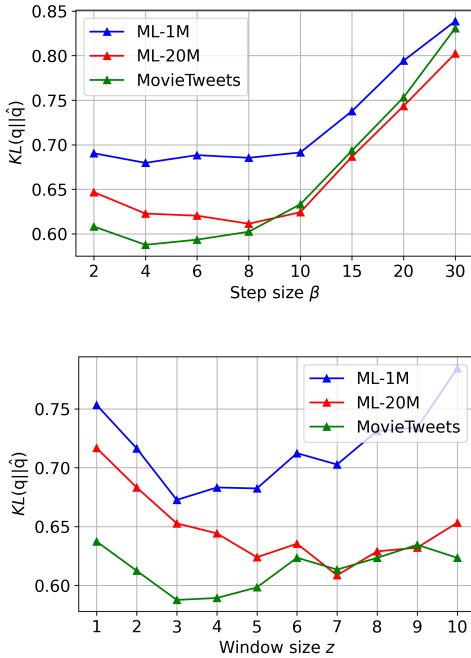 0.85
0.80
0.75
0.70
0.65
0.60
KL(q||q̂)
ML-1M
ML-20M
MovieTweets
2 4 6 8 10 15 20 30
Step size β
0.75
0.70
0.65
0.60
KL(q||q̂)
ML-1M
ML-20M
MovieTweets
1 2 3 4 5 6 7 8 9 10
Window size z